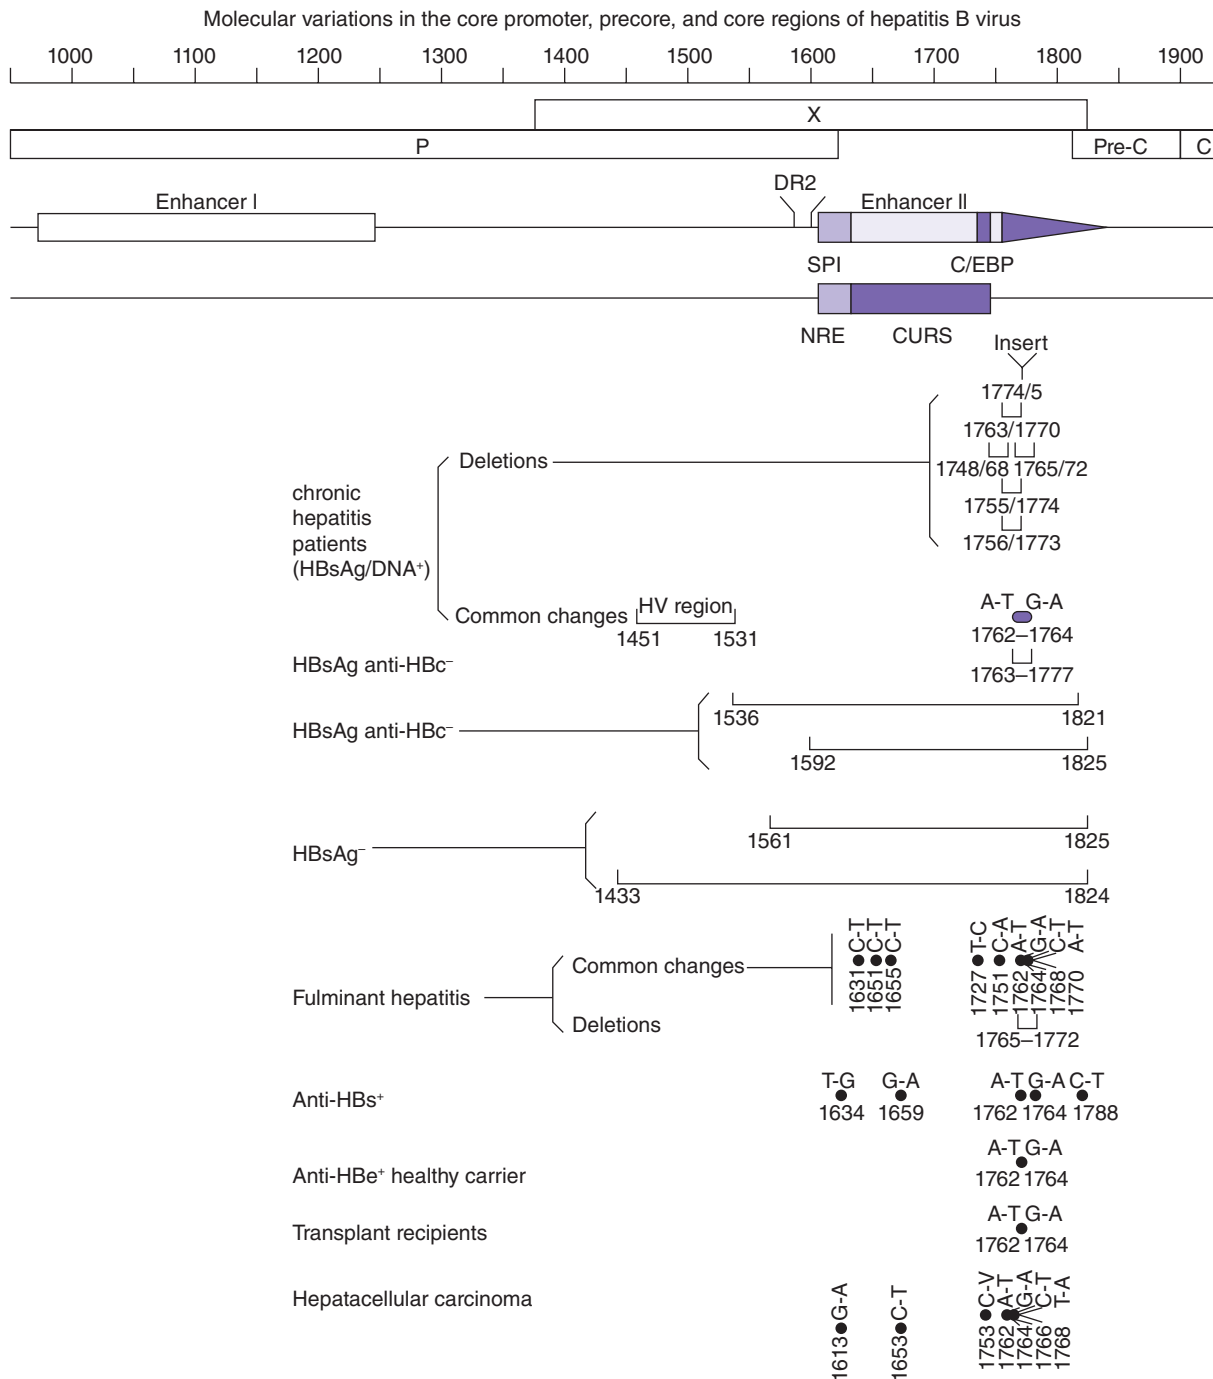 Molecular variations in the core promoter, precore, and core regions of hepatitis B virus
1000 1100 1200 1300 1400 1500 1600 1700 1800 1900
X
P Pre-C C
DR2
Enhancer I Enhancer II
SPI C/EBP
NRE CURS
Insert
1774/5
1763/1770
Deletions
1748/68 1765/72
chronic
hepatitis
patients
(HBsAg/DNA⁺)
1755/1774
1756/1773
A-T G-A
Common changes HV region
1451 1531 1762–1764
HBsAg anti-HBc⁻ 1763–1777
1536 1821
HBsAg anti-HBc⁻
1592 1825
1561 1825
HBsAg⁻
1433 1824
C-T C-T C-T T-C C-A A-T G-A C-T A-T
Common changes
1631 1651 1655 1727 1751 1762 1764 1768 1770
Fulminant hepatitis
Deletions
1765–1772
T-G G-A A-T G-A C-T
Anti-HBs⁺
1634 1659 1762 1764 1788
A-T G-A
Anti-HBe⁺ healthy carrier
1762 1764
A-T G-A
Transplant recipients
1762 1764
Hepatacellular carcinoma
G-A C-T C-V A-T G-A C-T T-A
1613 1653 1753 1762 1764 1766 1768